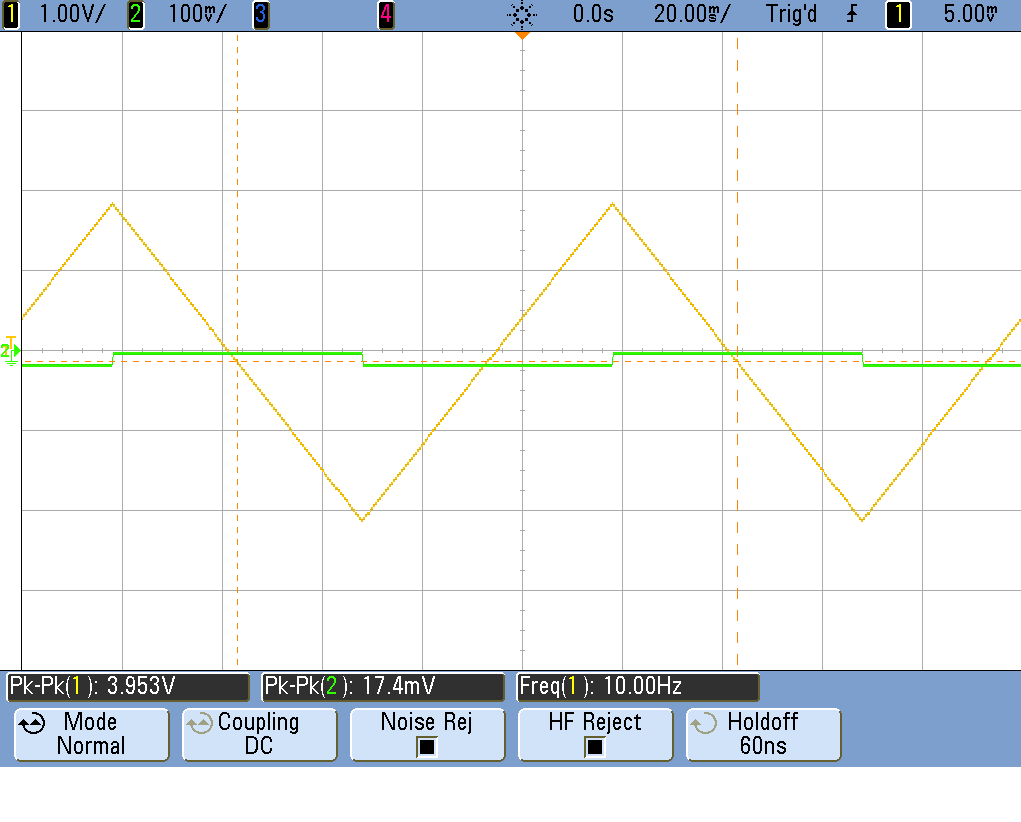 1 1.00V/ 2 100mV/ 3 4 0.0s 20.00ms/ Trig'd 1 5.00mV
T
2
Pk-Pk(1): 3.953V Pk-Pk(2): 17.4mV Freq(1): 10.00Hz
Mode Coupling Noise Rej HF Reject Holdoff
Normal DC 60ns